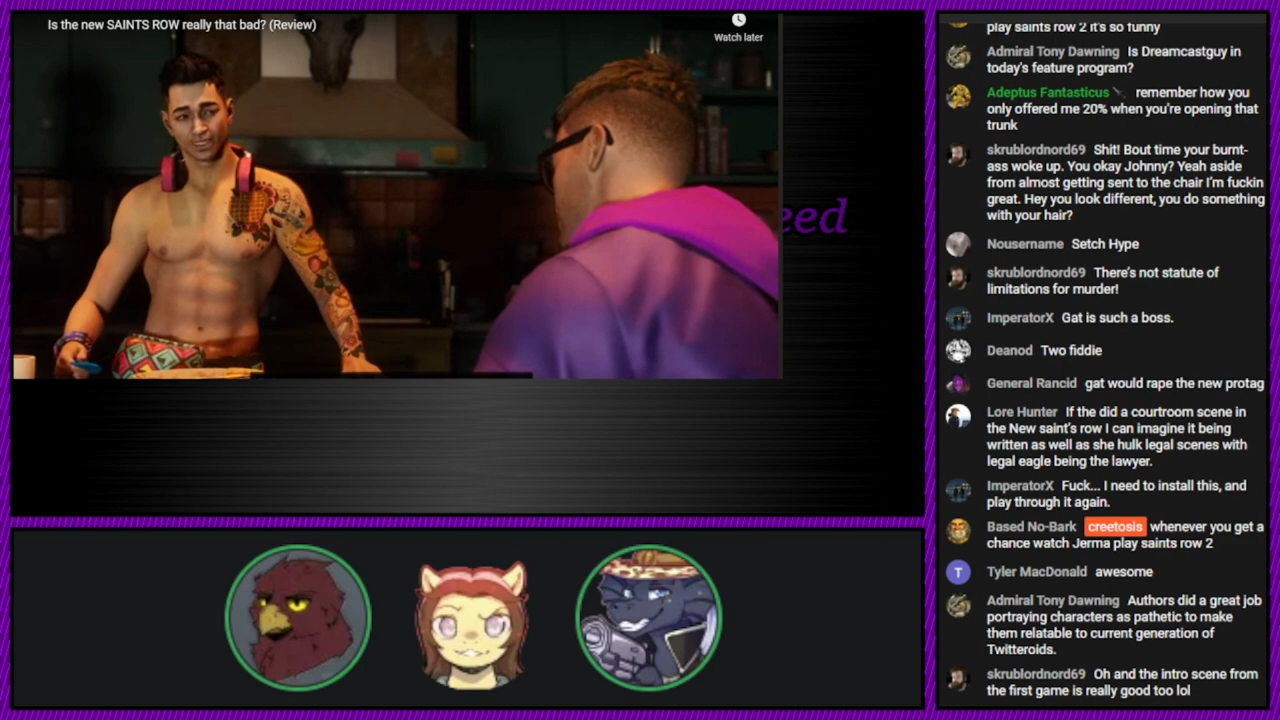 Is the new SAINTS ROW really that bad? (Review)
Watch later
eed
play saints row 2 it's so funny
Admiral Tony Dawning Is Dreamcastguy in
today's feature program?
Adeptus Fantasticus remember how you
only offered me 20% when you're opening that
trunk
skrublordnord69 Shit! Bout time your burnt-
ass woke up. You okay Johnny? Yeah aside
from almost getting sent to the chair I'm fuckin
great. Hey you look different, you do something
with your hair?
Nousername Setch Hype
skrublordnord69 There's not statute of
limitations for murder!
ImperatorX Gat is such a boss.
Deanod Two fiddie
General Rancid gat would rape the new protag
Lore Hunter If the did a courtroom scene in
the New saint's row I can imagine it being
written as well as she hulk legal scenes with
legal eagle being the lawyer.
ImperatorX Fuck... I need to install this, and
play through it again.
Based No-Bark creetosis whenever you get a
chance watch Jerma play saints row 2
T Tyler MacDonald awesome
Admiral Tony Dawning Authors did a great job
portraying characters as pathetic to make
them relatable to current generation of
Twitteroids.
skrublordnord69 Oh and the intro scene from
the first game is really good too lol